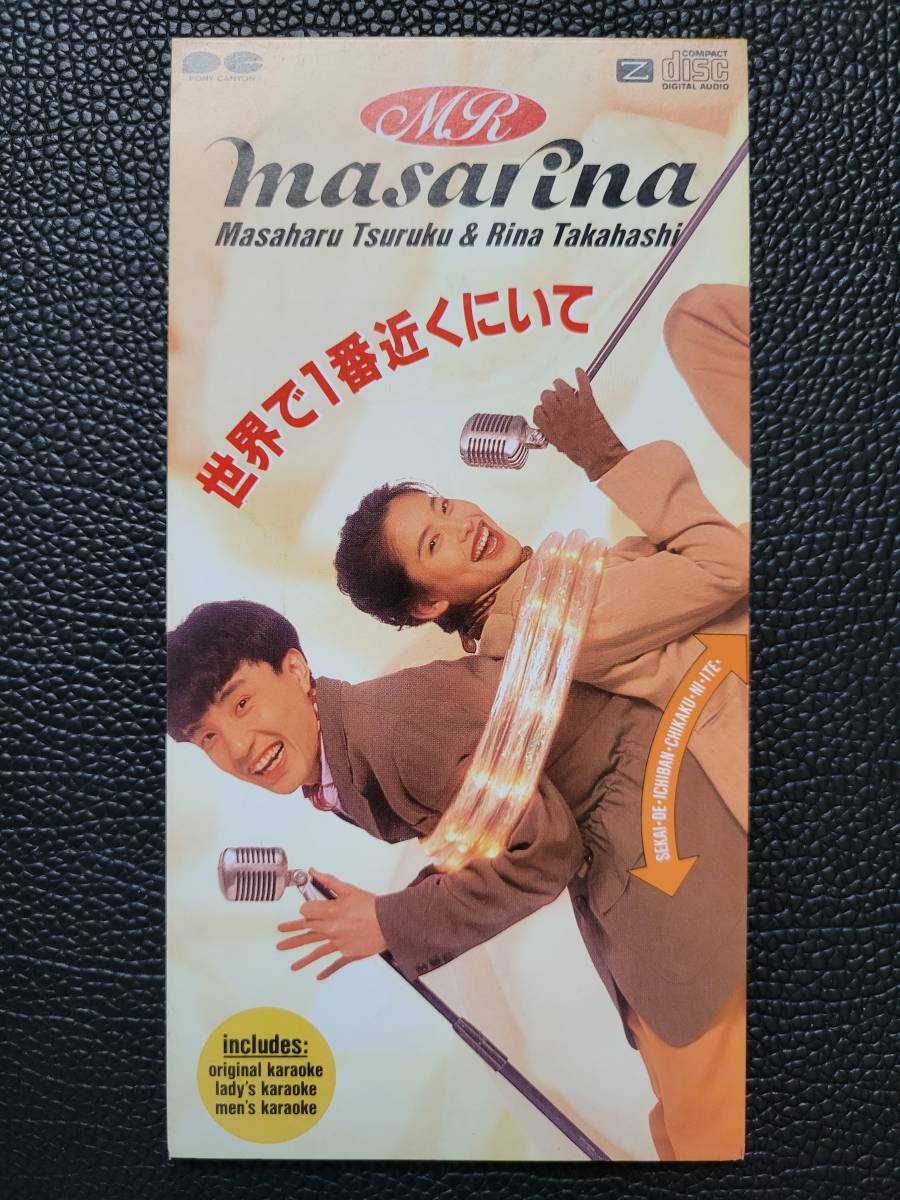 PONY CANYON
Z
COMPACT
disc
DIGITAL AUDIO
MR
masarina
Masaharu Tsuruku & Rina Takahashi
世界で1番近くにいて
SEKAI・DE・ICHIBAN・CHIKAKU・NI・ITE・
includes:
original karaoke
lady's karaoke
men's karaoke